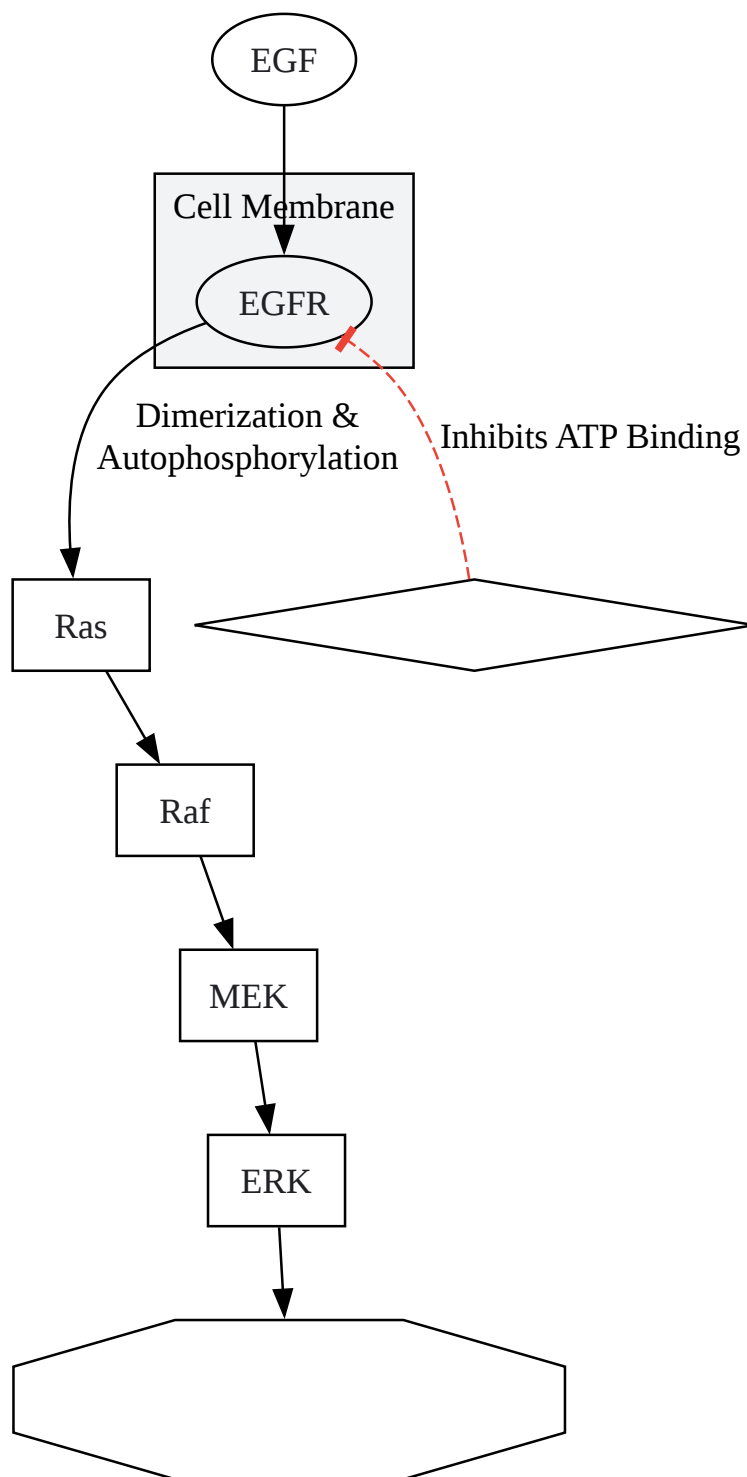 EGF
Cell Membrane
EGFR
Dimerization &
Autophosphorylation
Inhibits ATP Binding
Ras
Raf
MEK
ERK